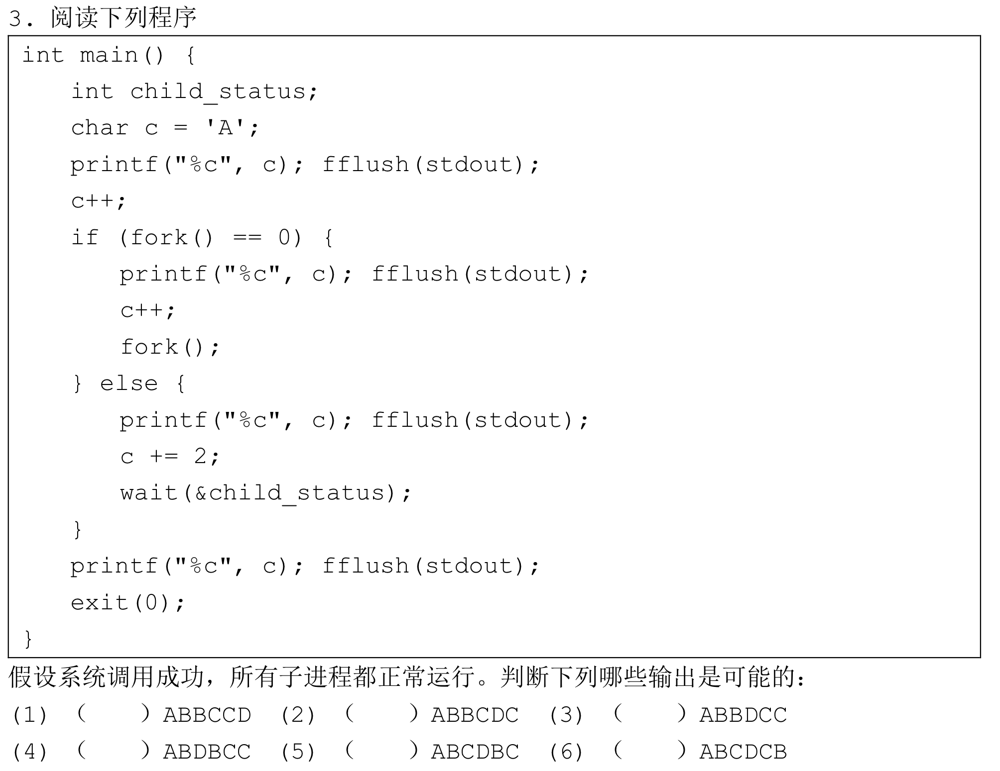 3. 阅读下列程序
int main() {
    int child_status;
    char c = 'A';
    printf("%c", c); fflush(stdout);
    c++;
    if (fork() == 0) {
        printf("%c", c); fflush(stdout);
        c++;
        fork();
    } else {
        printf("%c", c); fflush(stdout);
        c += 2;
        wait(&child_status);
    }
    printf("%c", c); fflush(stdout);
    exit(0);
}
假设系统调用成功，所有子进程都正常运行。判断下列哪些输出是可能的：
(1) （    ）ABBCCD  (2) （    ）ABBCDC  (3) （    ）ABBDCC
(4) （    ）ABDBCC  (5) （    ）ABCDBC  (6) （    ）ABCDCB